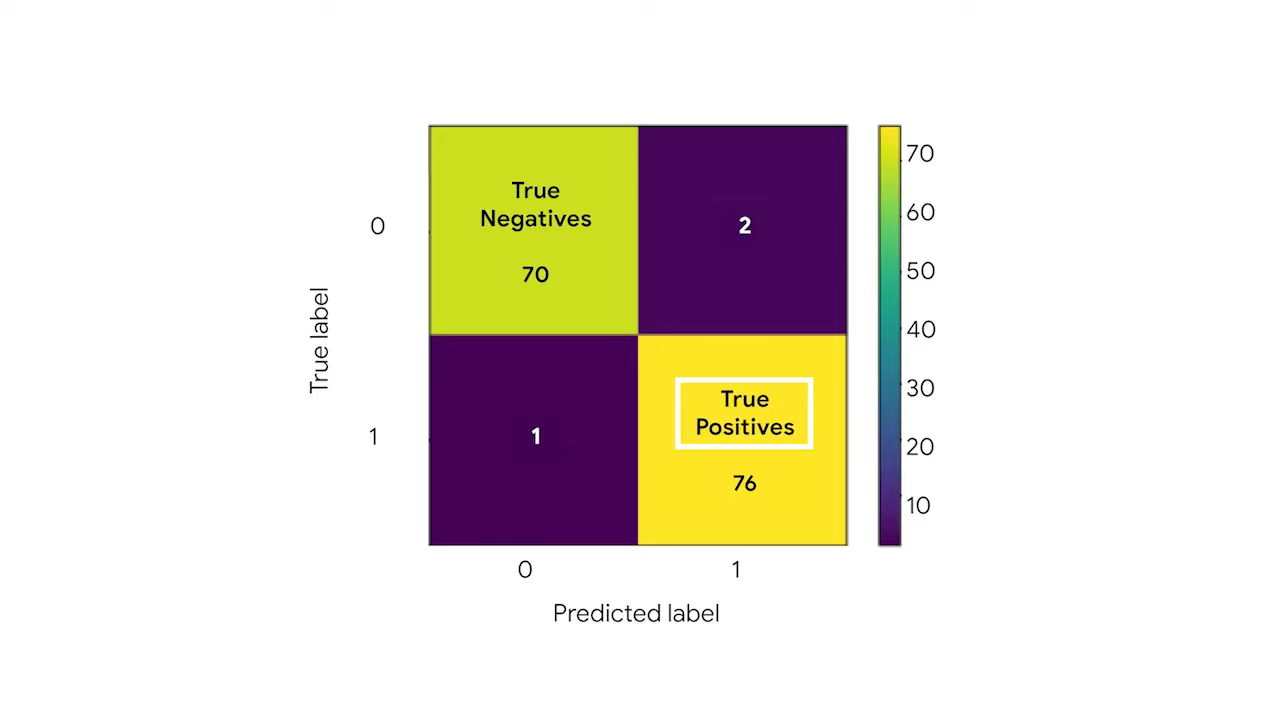 True
Negatives
70
2
0
1
True
Positives
76
1
0
1
True label
Predicted label
70
60
50
40
30
20
10